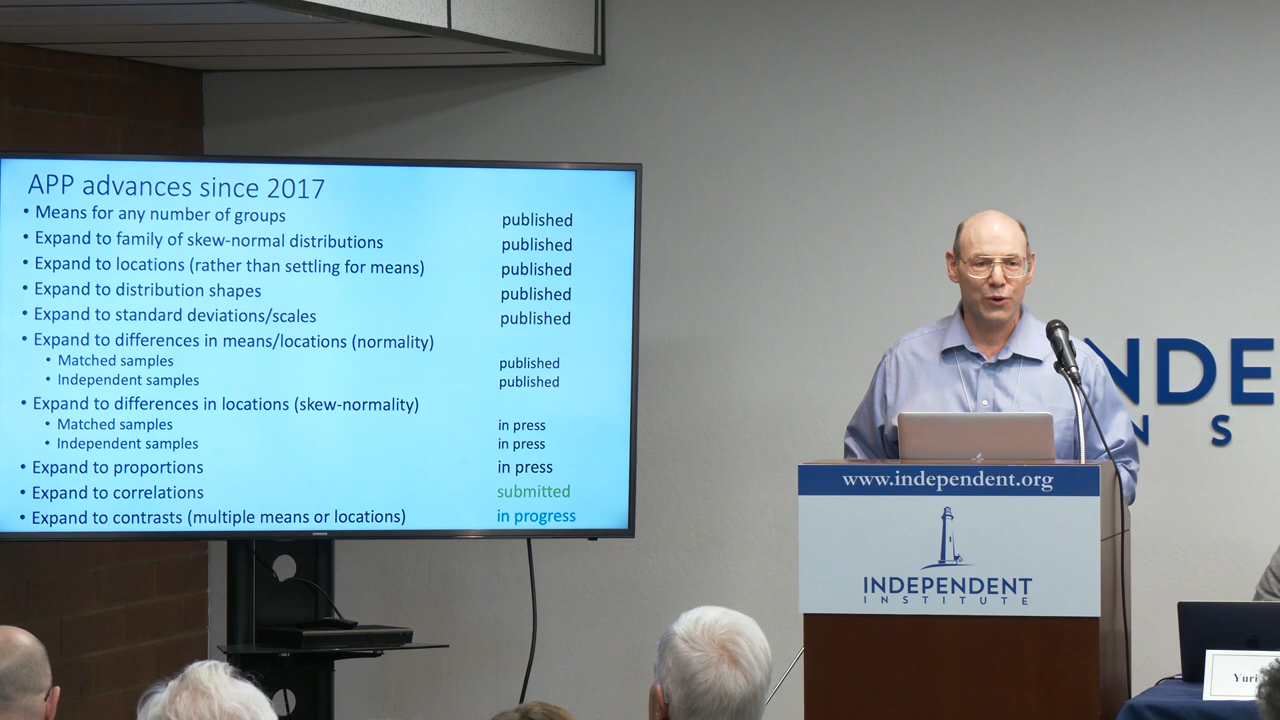 APP advances since 2017
• Means for any number of groups published
• Expand to family of skew-normal distributions published
• Expand to locations (rather than settling for means) published
• Expand to distribution shapes published
• Expand to standard deviations/scales published
• Expand to differences in means/locations (normality)
• Matched samples published
• Independent samples published
• Expand to differences in locations (skew-normality)
• Matched samples in press
• Independent samples in press
• Expand to proportions in press
• Expand to correlations submitted
• Expand to contrasts (multiple means or locations) in progress
SAMSUNG
www.independent.org
INDEPENDENT
INSTITUTE
NDE
N S
Yuri